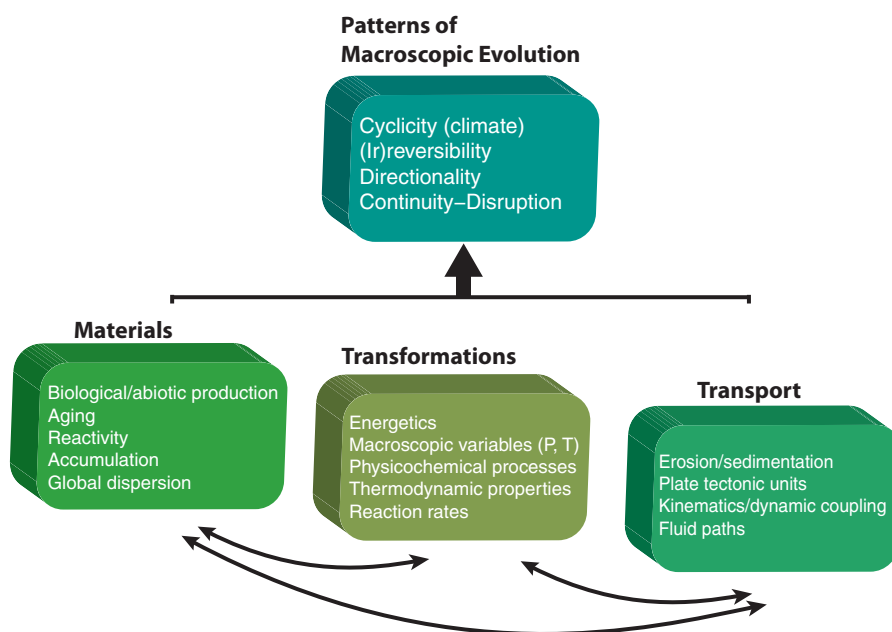 Patterns of
Macroscopic Evolution
Cyclicity (climate)
(Ir)reversibility
Directionality
Continuity–Disruption
Materials
Biological/abiotic production
Aging
Reactivity
Accumulation
Global dispersion
Transformations
Energetics
Macroscopic variables (P, T)
Physicochemical processes
Thermodynamic properties
Reaction rates
Transport
Erosion/sedimentation
Plate tectonic units
Kinematics/dynamic coupling
Fluid paths